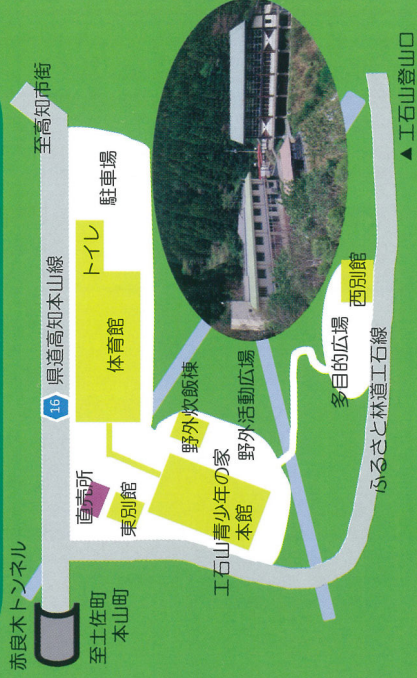 赤良木トンネル
至土佐町
本山町
16
県道高知本山線
至高知市街
直売所
東別館
体育館
トイレ
駐車場
野外炊飯棟
工石山青少年の家
本館
野外活動広場
多目的広場
西別館
ふるさと林道工石線
▲工石山登山口